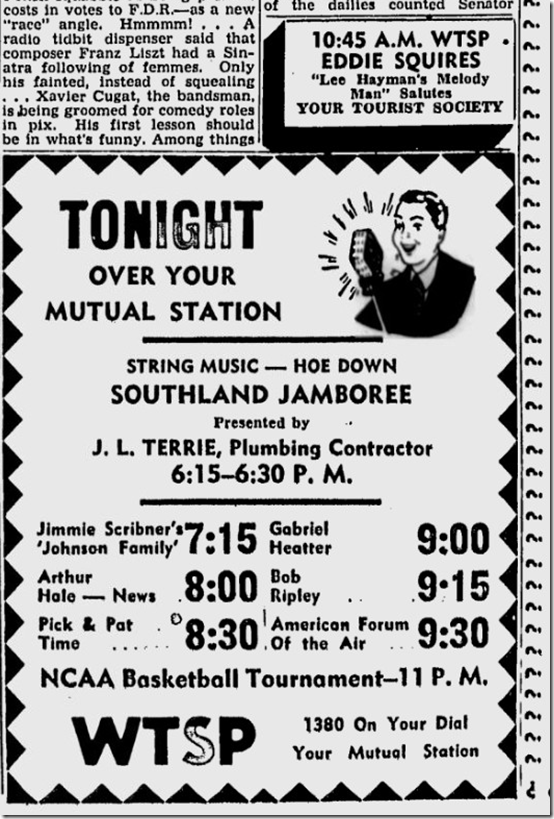 costs in votes to F.D.R.—as a new
"race" angle. Hmmmm! . . . A
radio tidbit dispenser said that
composer Franz Liszt had a Sin-
atra following of femmes. Only
his fainted, instead of squealing
. . . Xavier Cugat, the bandsman,
is being groomed for comedy roles
in pix. His first lesson should
be in what's funny. Among things
of the dailies counted Senator
10:45 A.M. WTSP
EDDIE SQUIRES
"Lee Hayman's Melody
Man" Salutes
YOUR TOURIST SOCIETY
TONIGHT
OVER YOUR
MUTUAL STATION
STRING MUSIC — HOE DOWN
SOUTHLAND JAMBOREE
Presented by
J. L. TERRIE, Plumbing Contractor
6:15–6:30 P. M.
Jimmie Scribner's
'Johnson Family' 7:15
Arthur
Hale — News . 8:00
Pick & Pat .
Time ...... 8:30
Gabriel
Heatter 9:00
Bob
Ripley . . . 9:15
American Forum
Of the Air .... 9:30
NCAA Basketball Tournament—11 P. M.
WTSP
1380 On Your Dial
Your Mutual Station